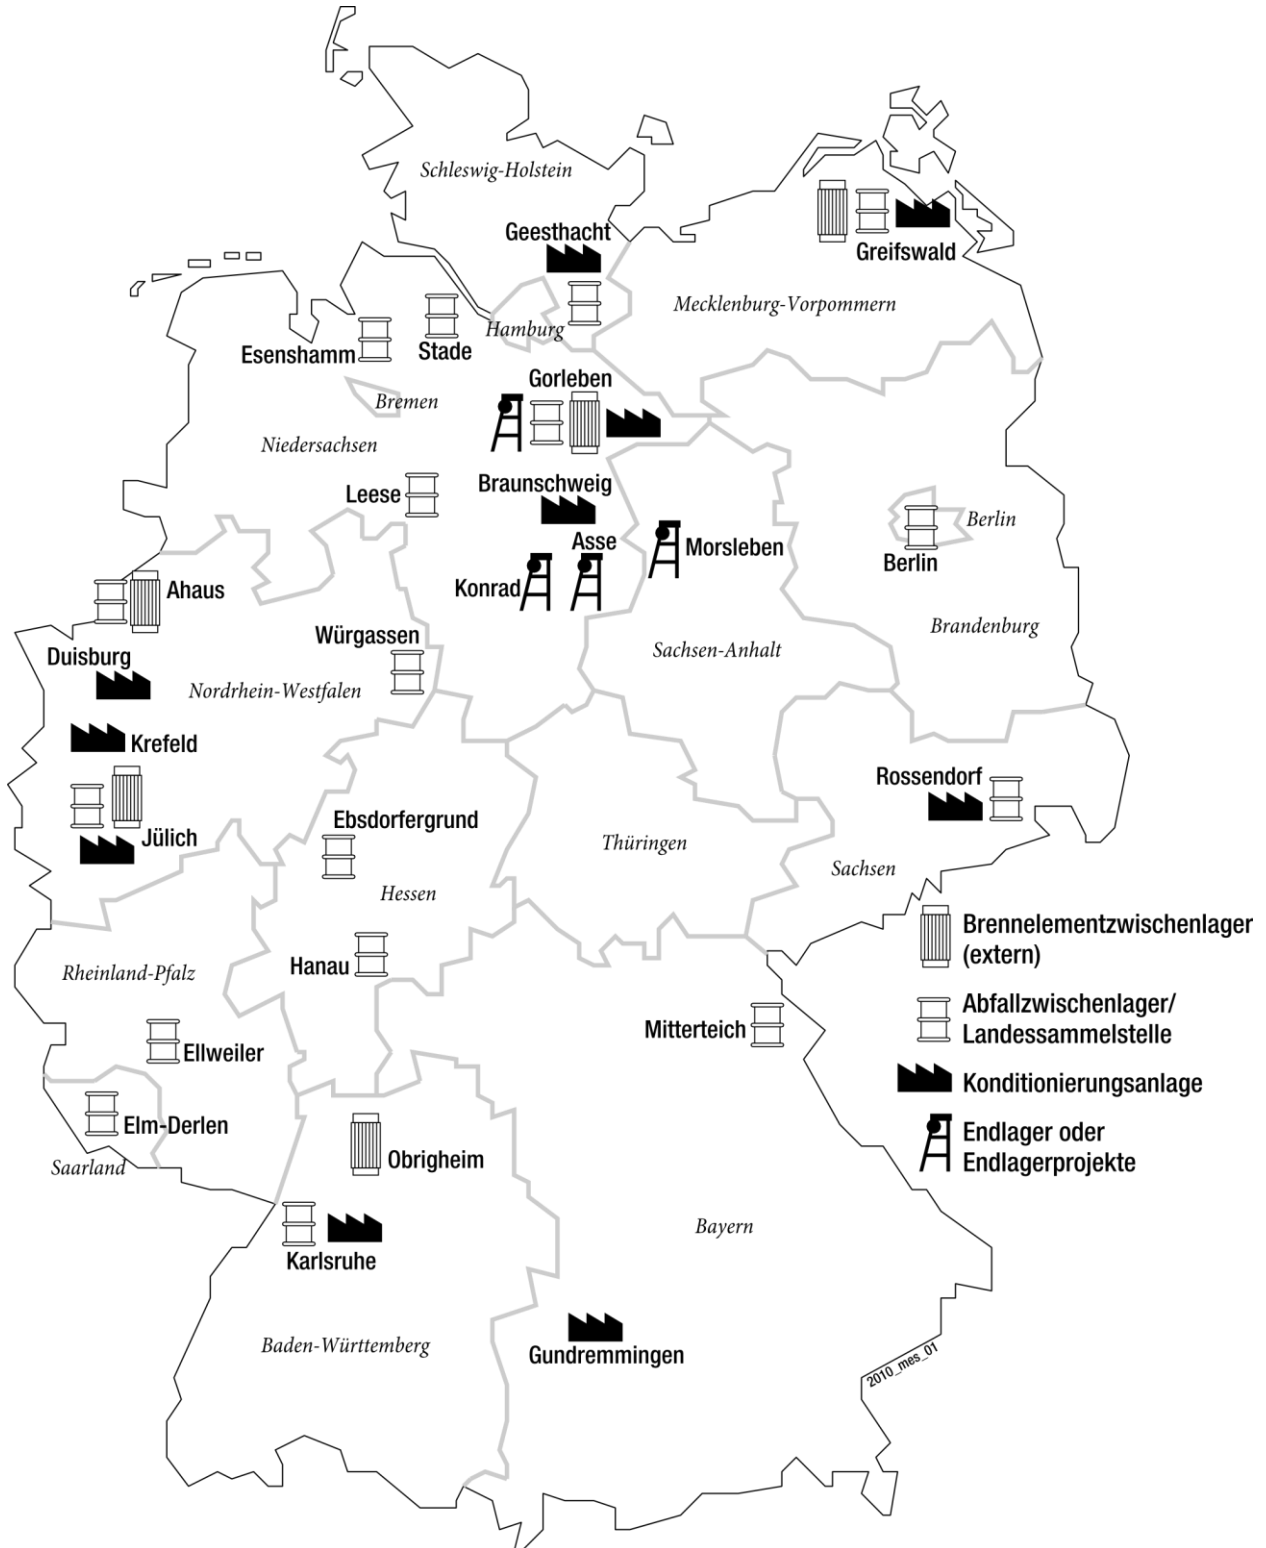 Schleswig-Holstein
Geesthacht
Greifswald
Mecklenburg-Vorpommern
Hamburg
Esenshamm
Stade
Gorleben
Bremen
Niedersachsen
Leese
Braunschweig
Berlin
Asse
Morsleben
Berlin
Konrad
Ahaus
Würgassen
Brandenburg
Sachsen-Anhalt
Duisburg
Nordrhein-Westfalen
Krefeld
Rossendorf
Ebsdorfergrund
Jülich
Thüringen
Sachsen
Hessen
Brennelementzwischenlager
(extern)
Hanau
Rheinland-Pfalz
Abfallzwischenlager/
Landessammelstelle
Mitterteich
Ellweiler
Konditionierungsanlage
Elm-Derlen
Endlager oder
Endlagerprojekte
Saarland
Obrigheim
Bayern
Karlsruhe
Baden-Württemberg
Gundremmingen
2010_mes_01